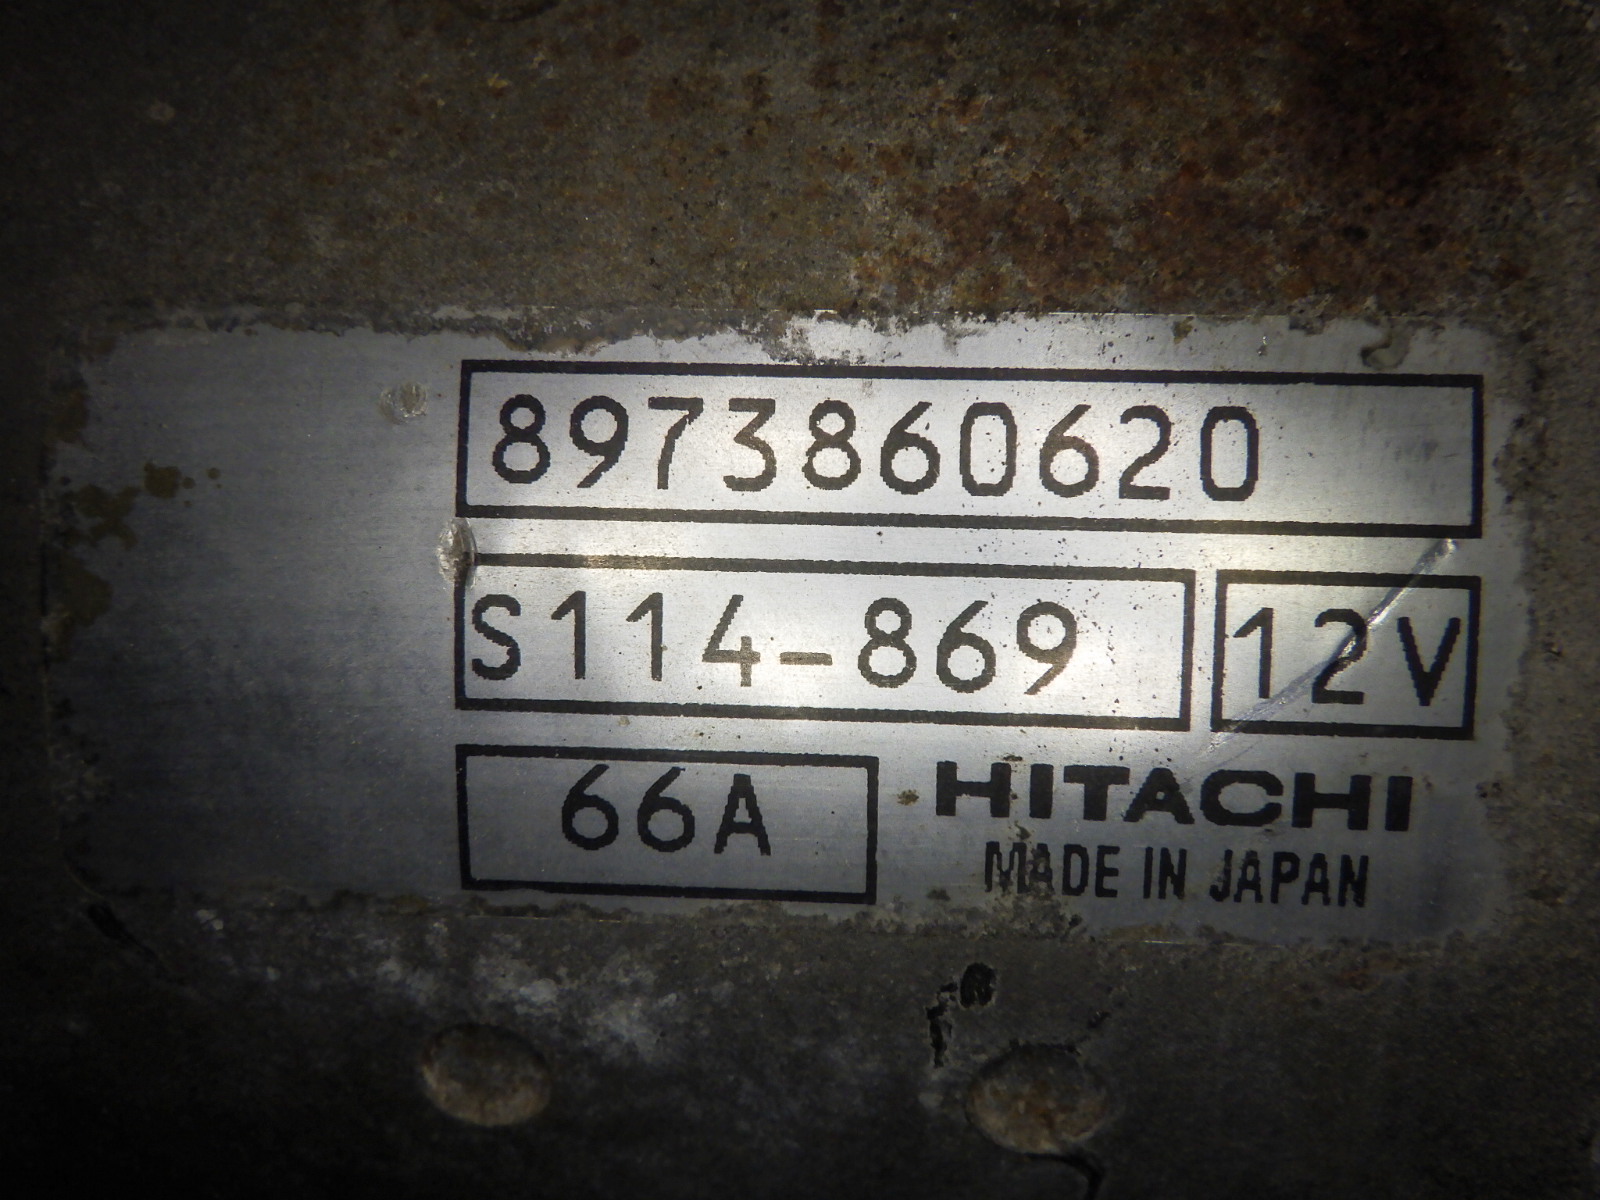 8973860620
S114-869 12V
66A HITACHI
MADE IN JAPAN